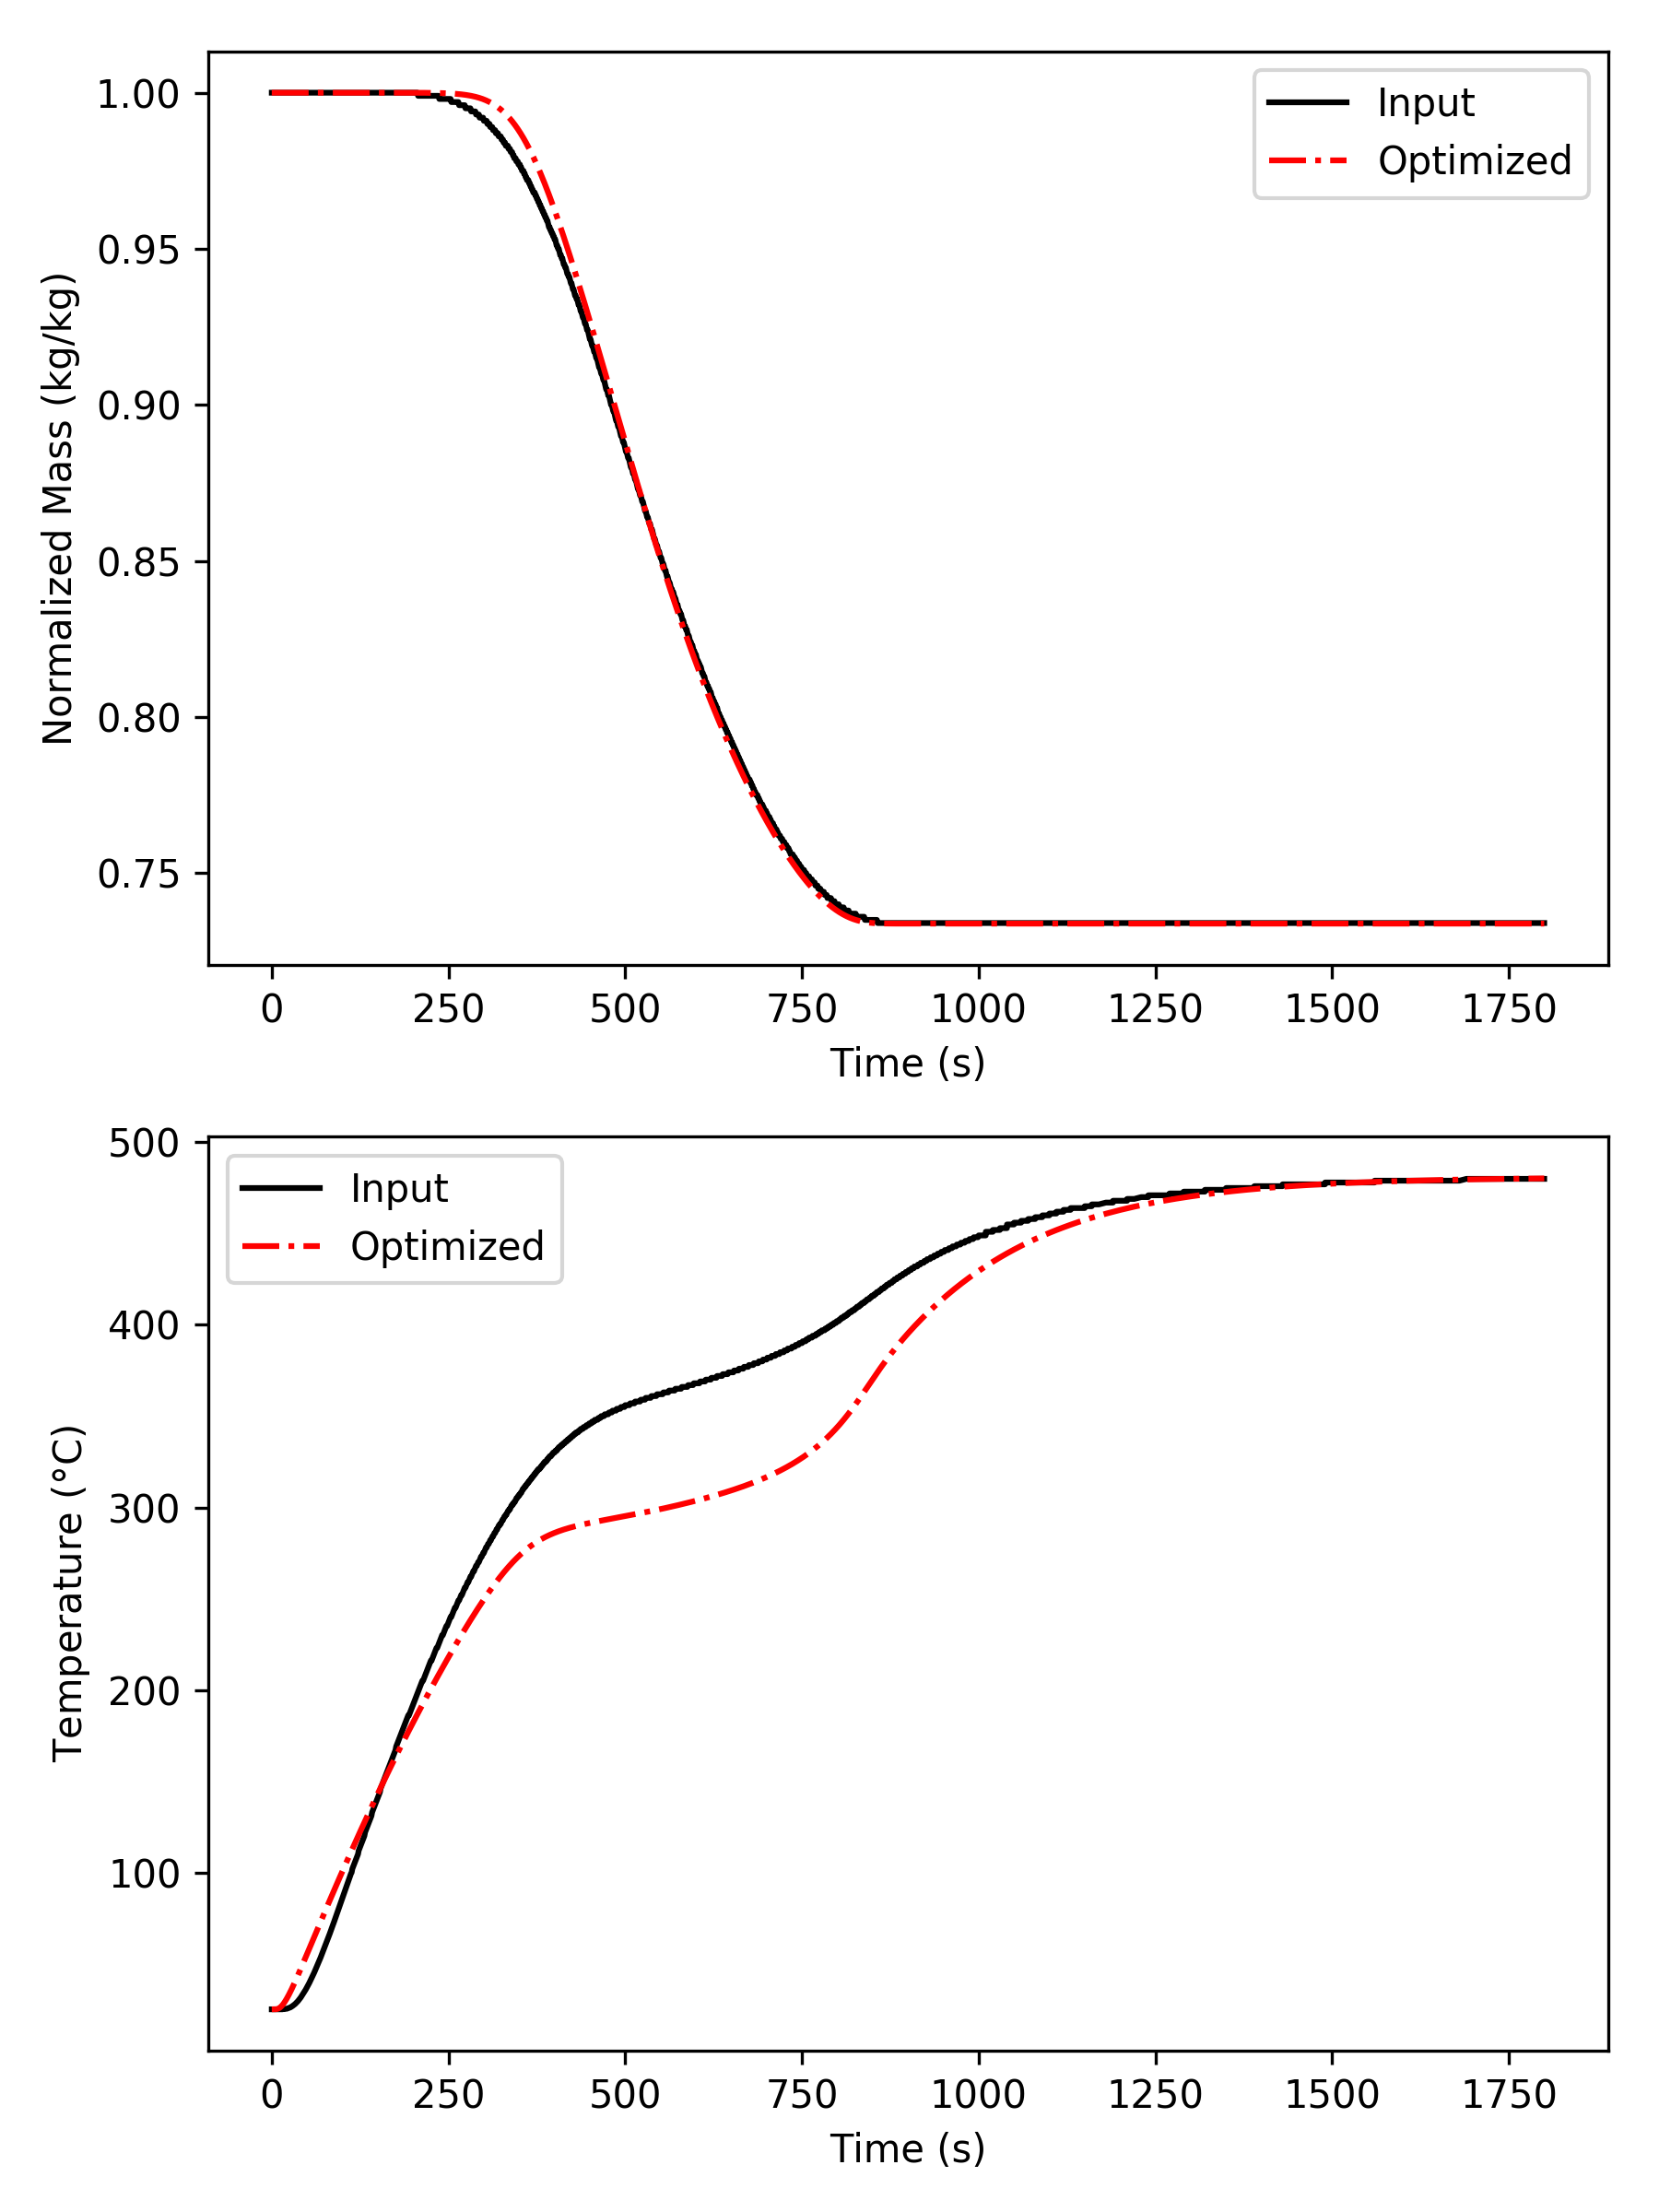 1.00
0.95
0.90
0.85
0.80
0.75
Normalized Mass (kg/kg)
Input
Optimized
0 250 500 750 1000 1250 1500 1750
Time (s)
500
400
300
200
100
Temperature (°C)
Input
Optimized
0 250 500 750 1000 1250 1500 1750
Time (s)